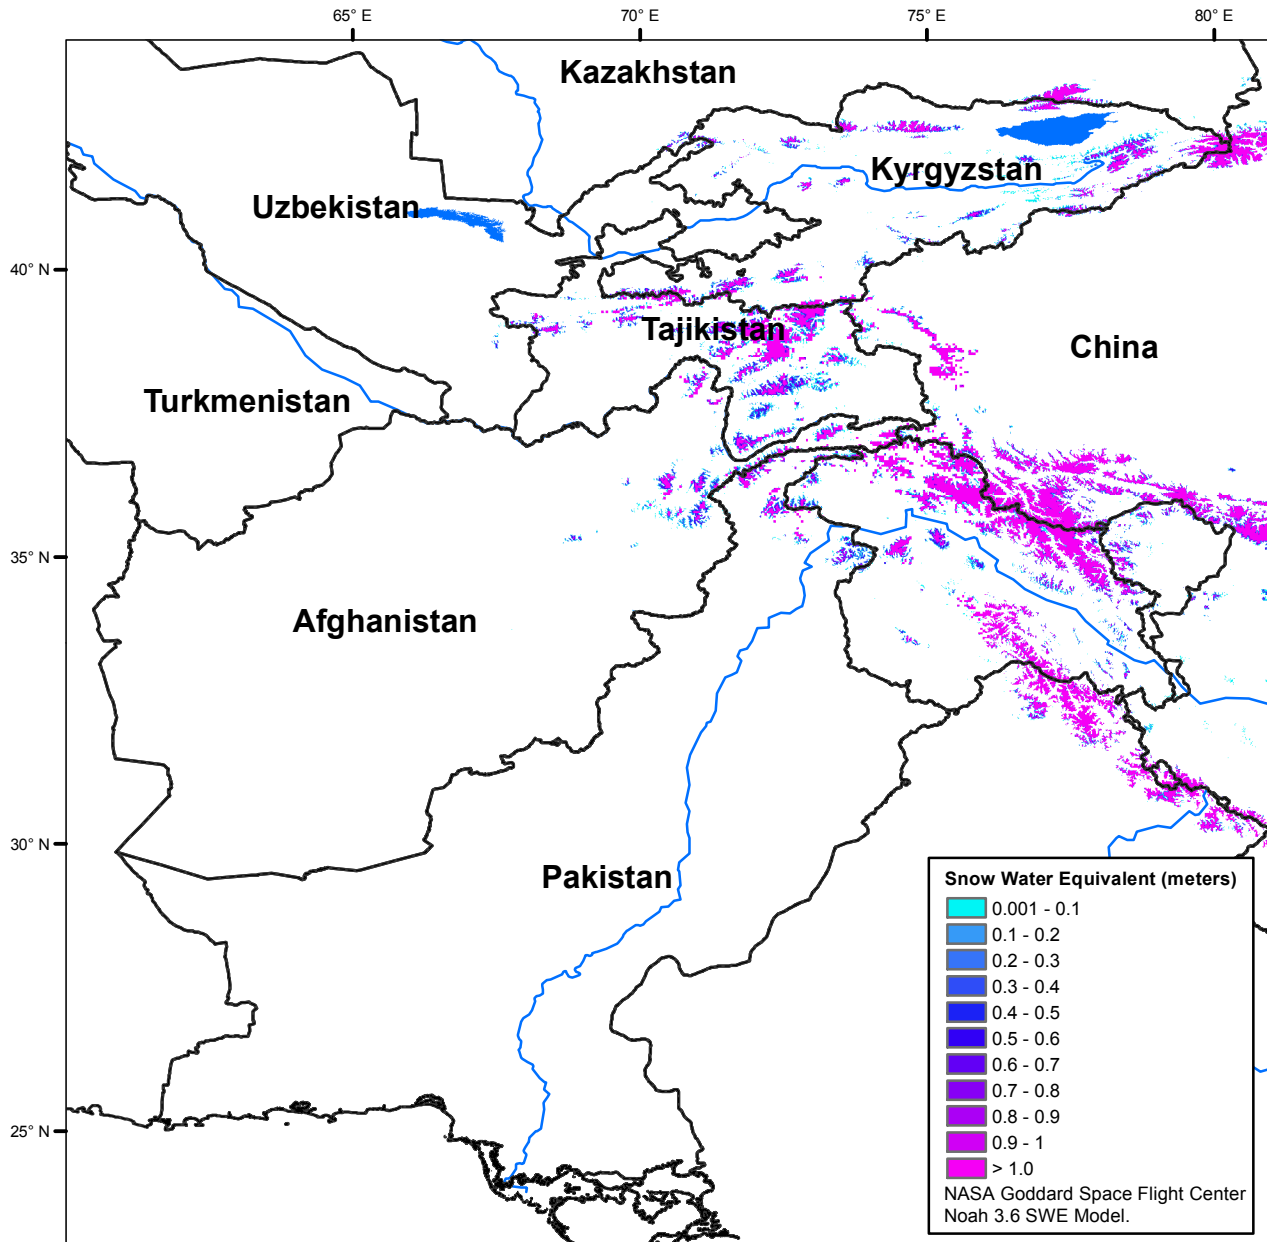 65° E
70° E
75° E
80° E
Kazakhstan
Kyrgyzstan
Uzbekistan
40° N
Tajikistan
China
Turkmenistan
35° N
Afghanistan
30° N
Pakistan
25° N
Snow Water Equivalent (meters)
0.001 - 0.1
0.1 - 0.2
0.2 - 0.3
0.3 - 0.4
0.4 - 0.5
0.5 - 0.6
0.6 - 0.7
0.7 - 0.8
0.8 - 0.9
0.9 - 1
> 1.0
NASA Goddard Space Flight Center
Noah 3.6 SWE Model.